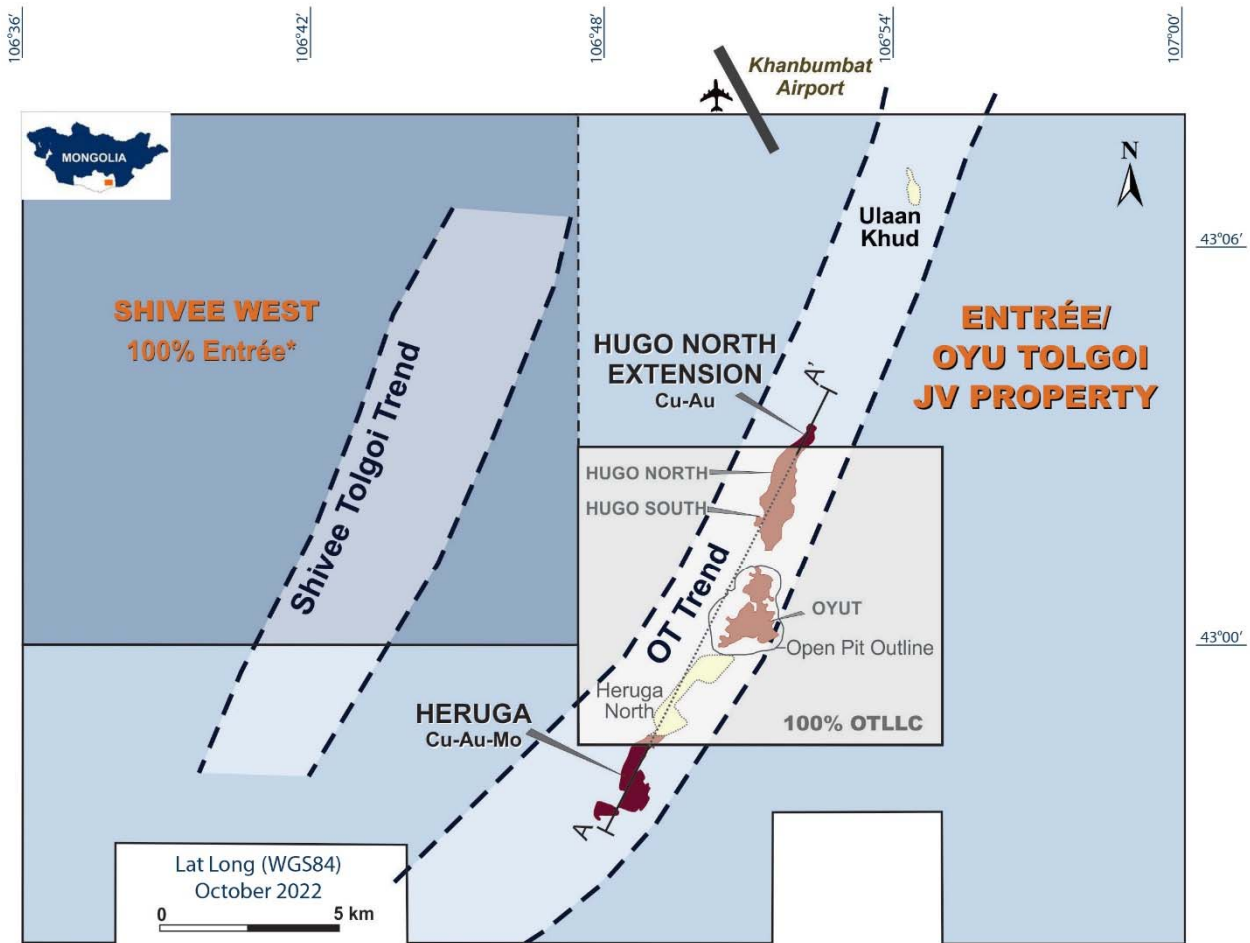 106°36'
106°42'
106°48'
106°54'
107°00'
Khanbumbat
Airport
MONGOLIA
N
Ulaan
Khud
43°06'
SHIVEE WEST
100% Entrée*
ENTRÉE/
OYU TOLGOI
JV PROPERTY
HUGO NORTH
EXTENSION
Cu-Au
A'
Shivee Tolgoi Trend
HUGO NORTH
HUGO SOUTH
OT Trend
OYUT
Open Pit Outline
43°00'
Heruga
North
HERUGA
Cu-Au-Mo
100% OTLLC
A
Lat Long (WGS84)
October 2022
0 5 km